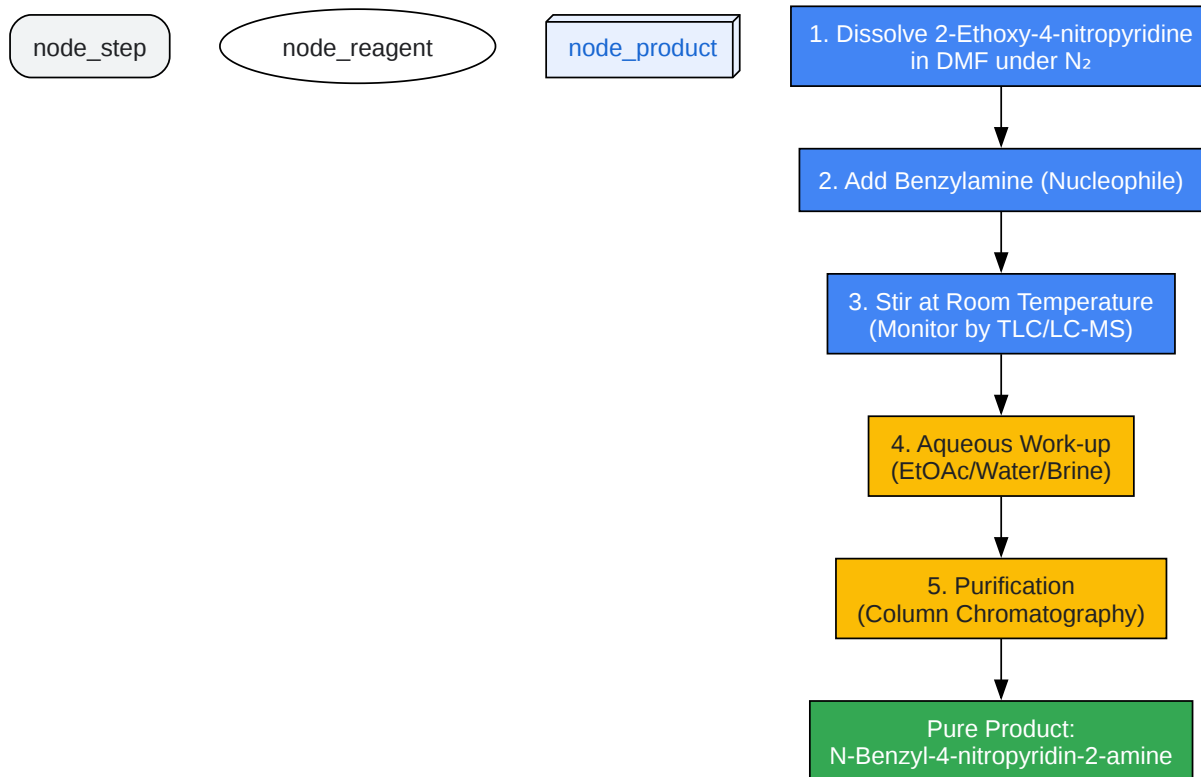 node_step
node_reagent
node_product
1. Dissolve 2-Ethoxy-4-nitropyridine
in DMF under N₂
2. Add Benzylamine (Nucleophile)
3. Stir at Room Temperature
(Monitor by TLC/LC-MS)
4. Aqueous Work-up
(EtOAc/Water/Brine)
5. Purification
(Column Chromatography)
Pure Product:
N-Benzyl-4-nitropyridin-2-amine